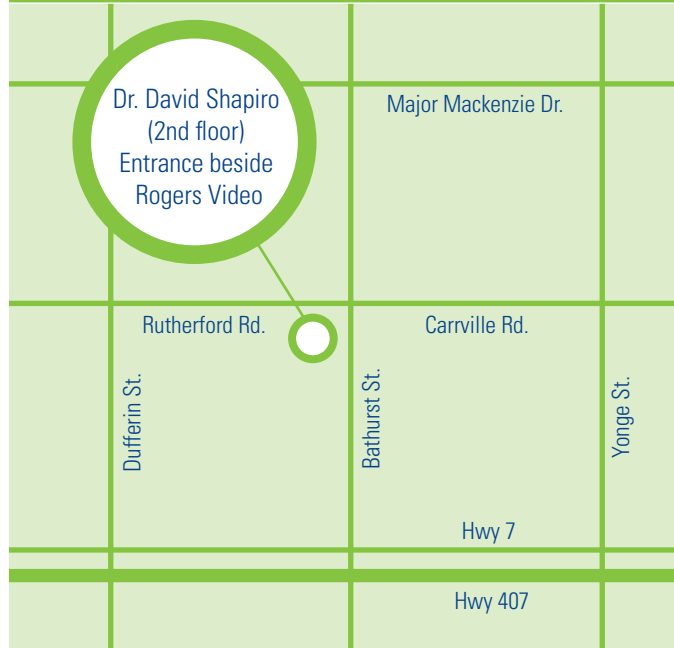 Dr. David Shapiro
(2nd floor)
Entrance beside
Rogers Video
Major Mackenzie Dr.
Rutherford Rd.
Carrville Rd.
Dufferin St.
Bathurst St.
Yonge St.
Hwy 7
Hwy 407